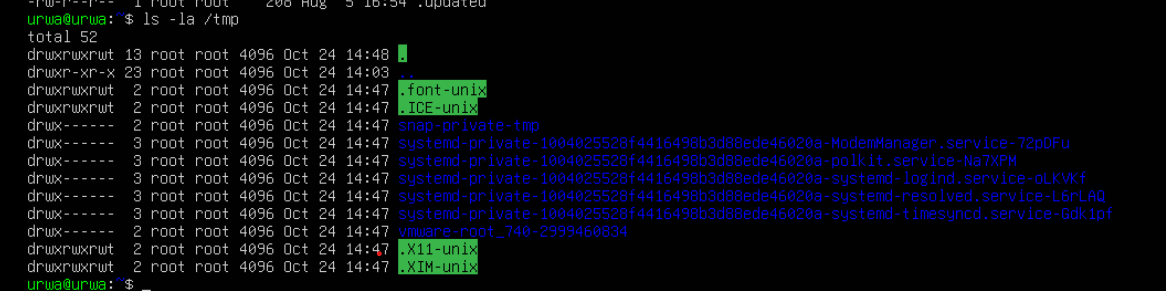 -rw-r--r-- 1 root root 208 Aug 5 16:54 .updated
urwa@urwa:~$ ls -la /tmp
total 52
drwxrwxrwt 13 root root 4096 Oct 24 14:48 .
drwxr-xr-x 23 root root 4096 Oct 24 14:03 ..
drwxrwxrwt 2 root root 4096 Oct 24 14:47 .font-unix
drwxrwxrwt 2 root root 4096 Oct 24 14:47 .ICE-unix
drwx------ 2 root root 4096 Oct 24 14:47 snap-private-tmp
drwx------ 3 root root 4096 Oct 24 14:47 systemd-private-1004025528f4416498b3d88ede46020a-ModemManager.service-72pDFu
drwx------ 3 root root 4096 Oct 24 14:47 systemd-private-1004025528f4416498b3d88ede46020a-polkit.service-Na7XPM
drwx------ 3 root root 4096 Oct 24 14:47 systemd-private-1004025528f4416498b3d88ede46020a-systemd-logind.service-oLKVKf
drwx------ 3 root root 4096 Oct 24 14:47 systemd-private-1004025528f4416498b3d88ede46020a-systemd-resolved.service-L6rLAQ
drwx------ 3 root root 4096 Oct 24 14:47 systemd-private-1004025528f4416498b3d88ede46020a-systemd-timesyncd.service-Gdk1pf
drwx------ 2 root root 4096 Oct 24 14:47 vmware-root_740-2999460834
drwxrwxrwt 2 root root 4096 Oct 24 14:47 .X11-unix
drwxrwxrwt 2 root root 4096 Oct 24 14:47 .XIM-unix
urwa@urwa:~$ _